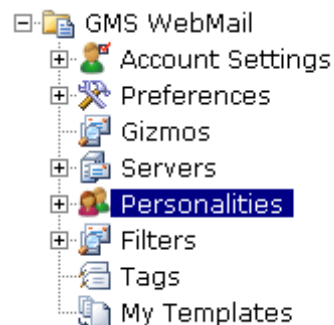 GMS WebMail
Account Settings
Preferences
Gizmos
Servers
Personalities
Filters
Tags
My Templates